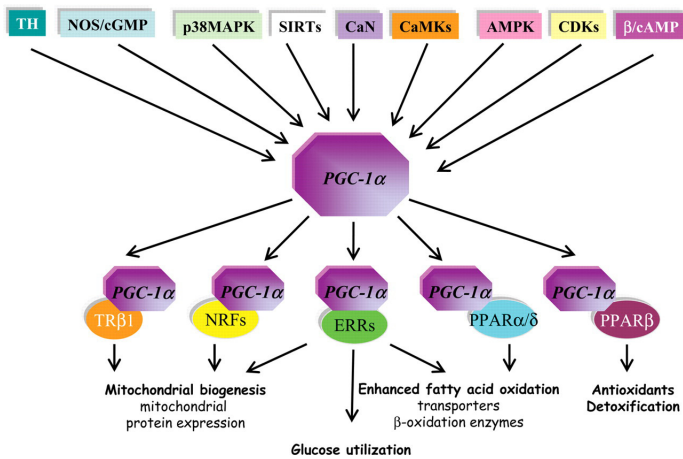 TH
NOS/cGMP
p38MAPK
SIRTs
CaN
CaMKs
AMPK
CDKs
β/cAMP
PGC-1α
PGC-1α
PGC-1α
PGC-1α
PGC-1α
PGC-1α
TRβ1
NRFs
ERRs
PPARα/δ
PPARβ
Mitochondrial biogenesis
mitochondrial
protein expression
Enhanced fatty acid oxidation
transporters
β-oxidation enzymes
Antioxidants
Detoxification
Glucose utilization